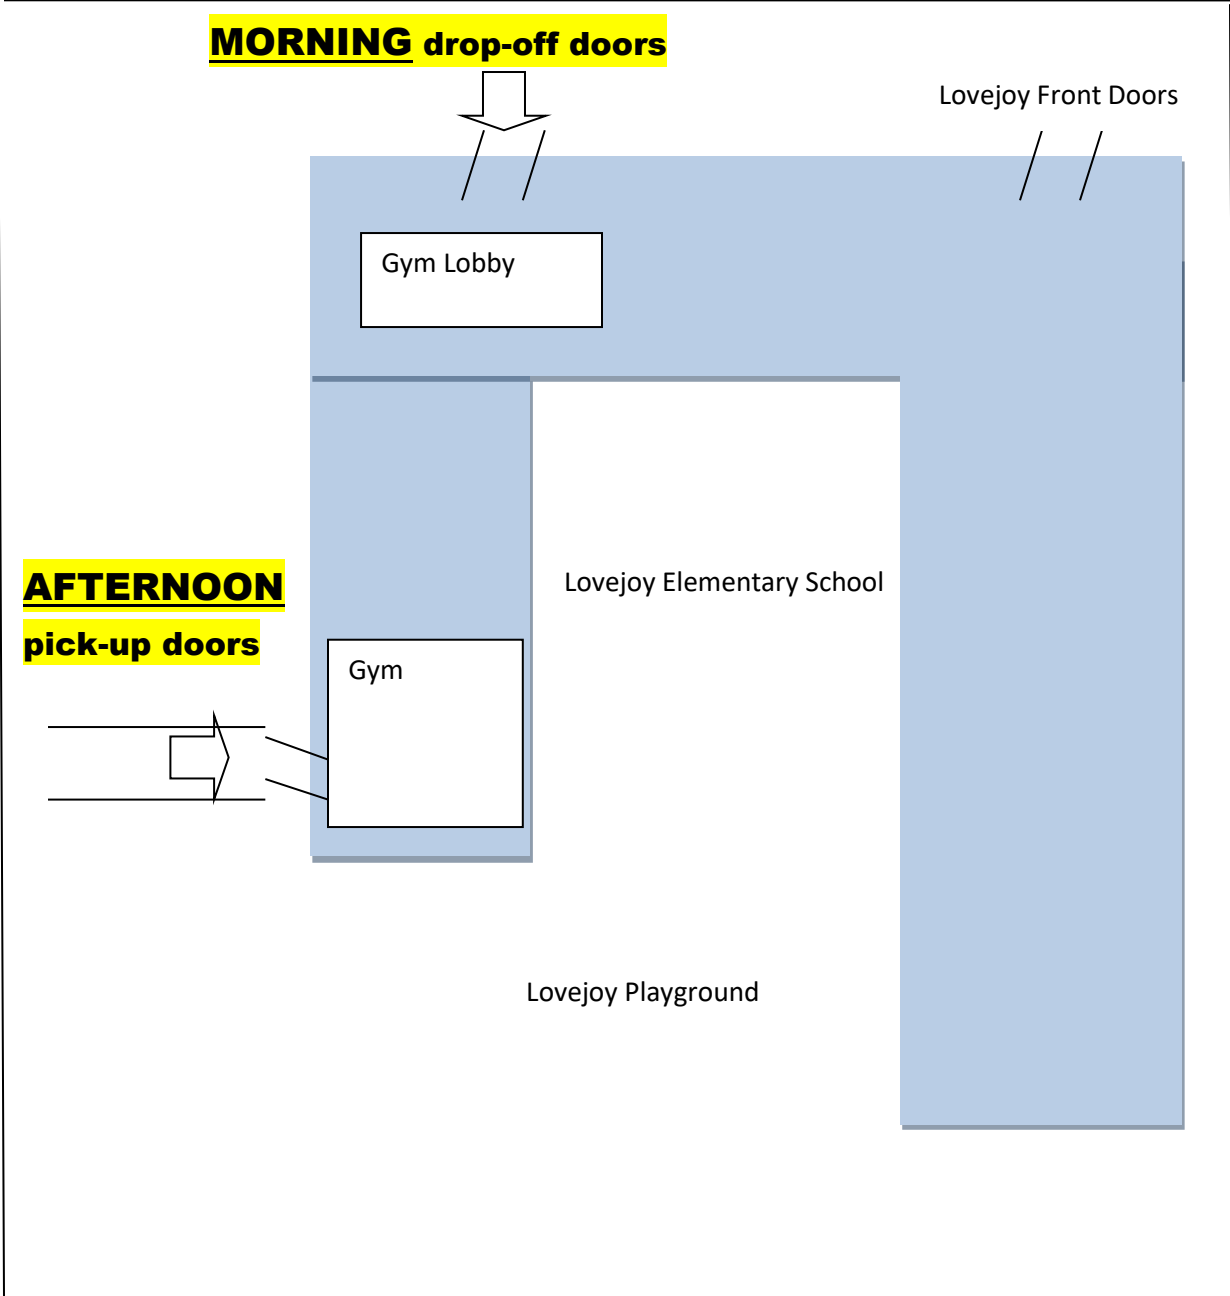 MORNING drop-off doors
Lovejoy Front Doors
Gym Lobby
Lovejoy Elementary School
AFTERNOON
pick-up doors
Gym
Lovejoy Playground